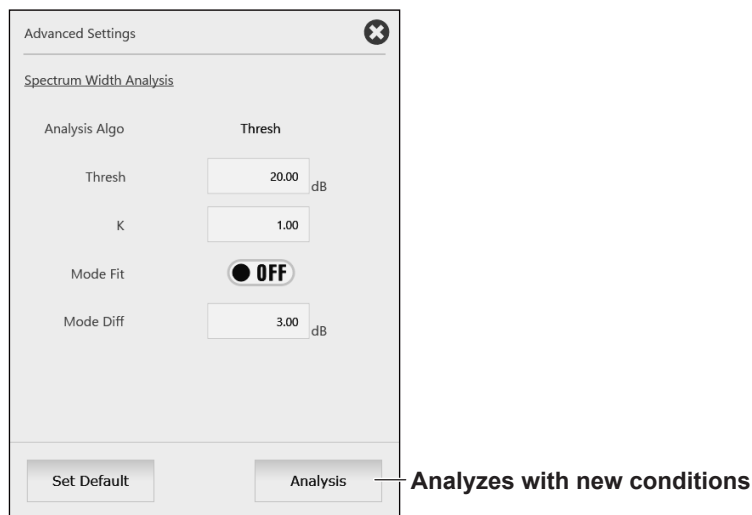 Advanced Settings
Spectrum Width Analysis
Analysis Algo Thresh
Thresh 20.00 dB
K 1.00
Mode Fit OFF
Mode Diff 3.00 dB
Set Default Analysis Analyzes with new conditions